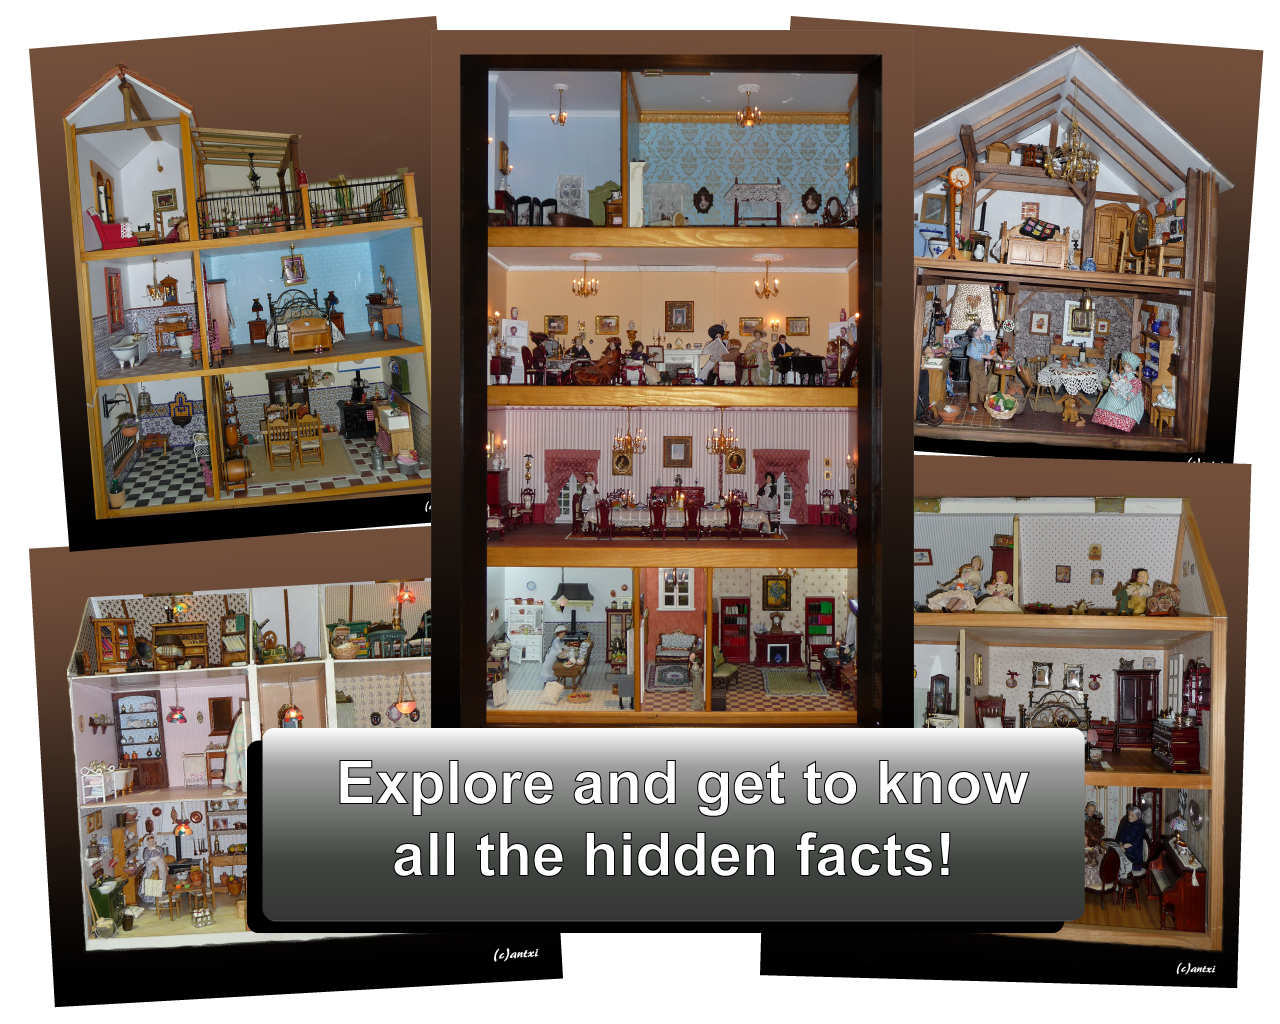 Explore and get to know
all the hidden facts!
(c)antxi
(c)antxi